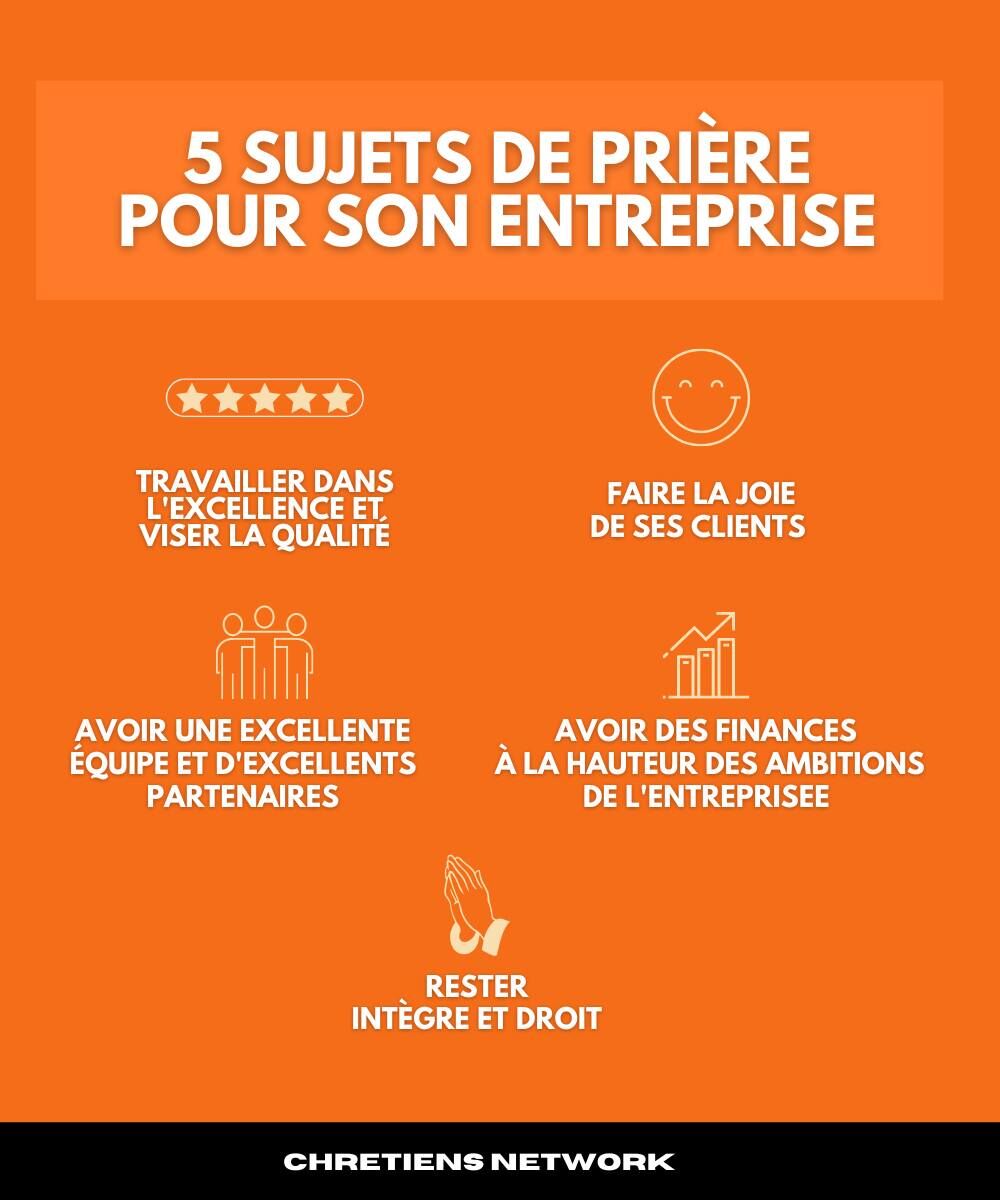 5 SUJETS DE PRIÈRE
POUR SON ENTREPRISE
TRAVAILLER DANS
L'EXCELLENCE ET
VISER LA QUALITÉ
FAIRE LA JOIE
DE SES CLIENTS
AVOIR UNE EXCELLENTE
ÉQUIPE ET D'EXCELLENTS
PARTENAIRES
AVOIR DES FINANCES
À LA HAUTEUR DES AMBITIONS
DE L'ENTREPRISEE
RESTER
INTÈGRE ET DROIT
CHRETIENS NETWORK